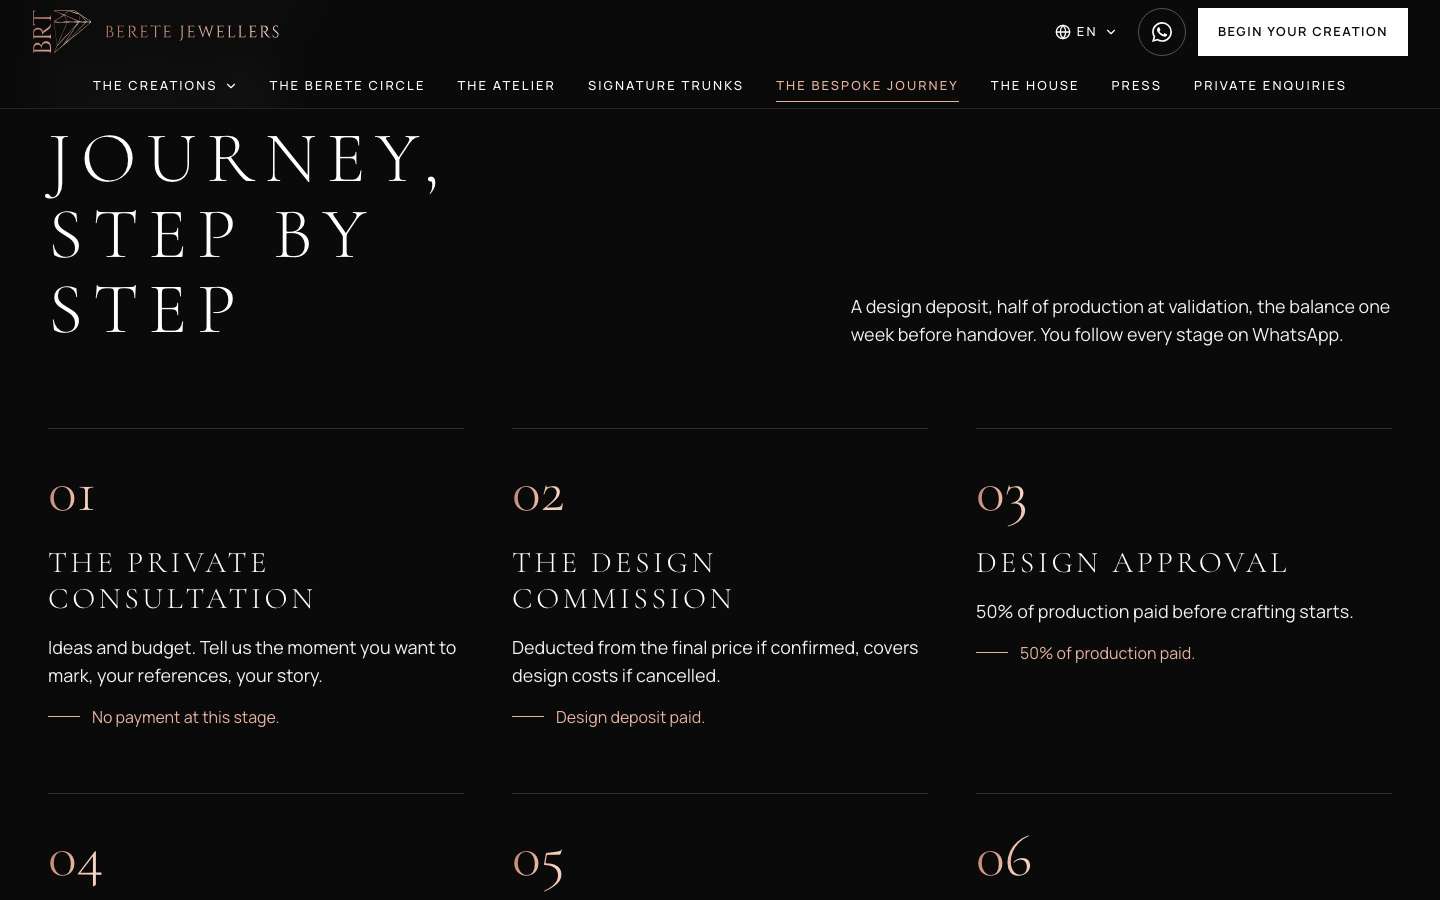 BRT
BERETE JEWELLERS
EN
BEGIN YOUR CREATION
THE CREATIONS
THE BERETE CIRCLE
THE ATELIER
SIGNATURE TRUNKS
THE BESPOKE JOURNEY
THE HOUSE
PRESS
PRIVATE ENQUIRIES
JOURNEY,
STEP BY
STEP
A design deposit, half of production at validation, the balance one
week before handover. You follow every stage on WhatsApp.
01
THE PRIVATE
CONSULTATION
Ideas and budget. Tell us the moment you want to
mark, your references, your story.
No payment at this stage.
02
THE DESIGN
COMMISSION
Deducted from the final price if confirmed, covers
design costs if cancelled.
Design deposit paid.
03
DESIGN APPROVAL
50% of production paid before crafting starts.
50% of production paid.
04
05
06